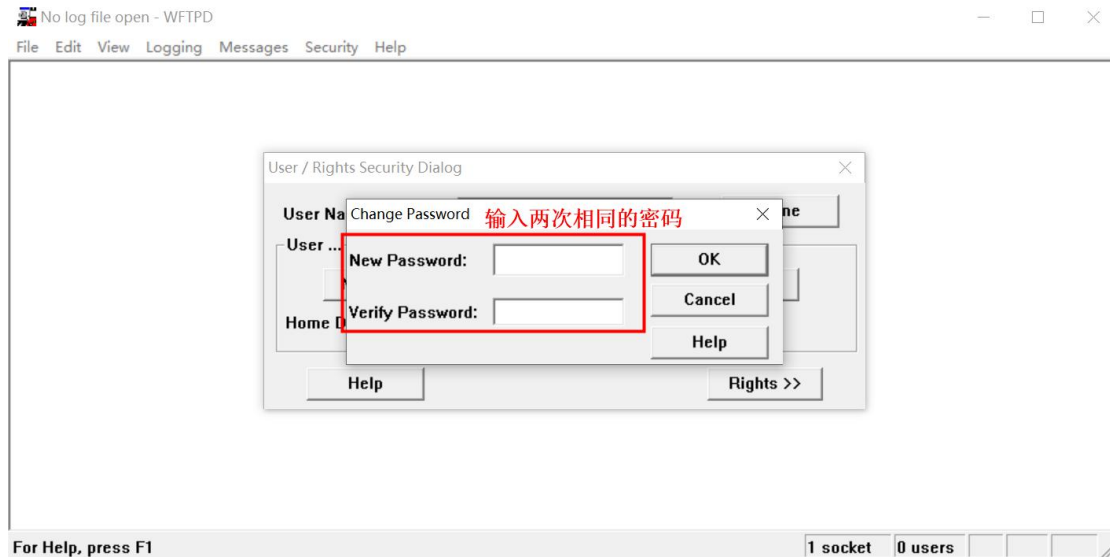 No log file open - WFTPD
File Edit View Logging Messages Security Help
User / Rights Security Dialog
User Na
Change Password 输入两次相同的密码
ne
User ...
New Password:
OK
Cancel
Verify Password:
Home D
Help
Help
Rights >>
For Help, press F1
1 socket 0 users